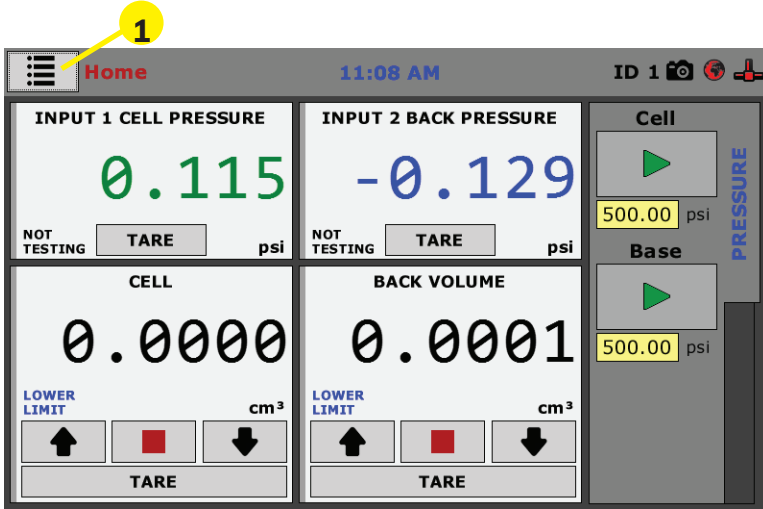 1
Home
11:08 AM
ID 1
INPUT 1 CELL PRESSURE
0.115
NOT
TESTING
TARE
psi
INPUT 2 BACK PRESSURE
-0.129
NOT
TESTING
TARE
psi
CELL
0.0000
LOWER
LIMIT
cm³
TARE
BACK VOLUME
0.0001
LOWER
LIMIT
cm³
TARE
Cell
500.00 psi
Base
500.00 psi
PRESSURE